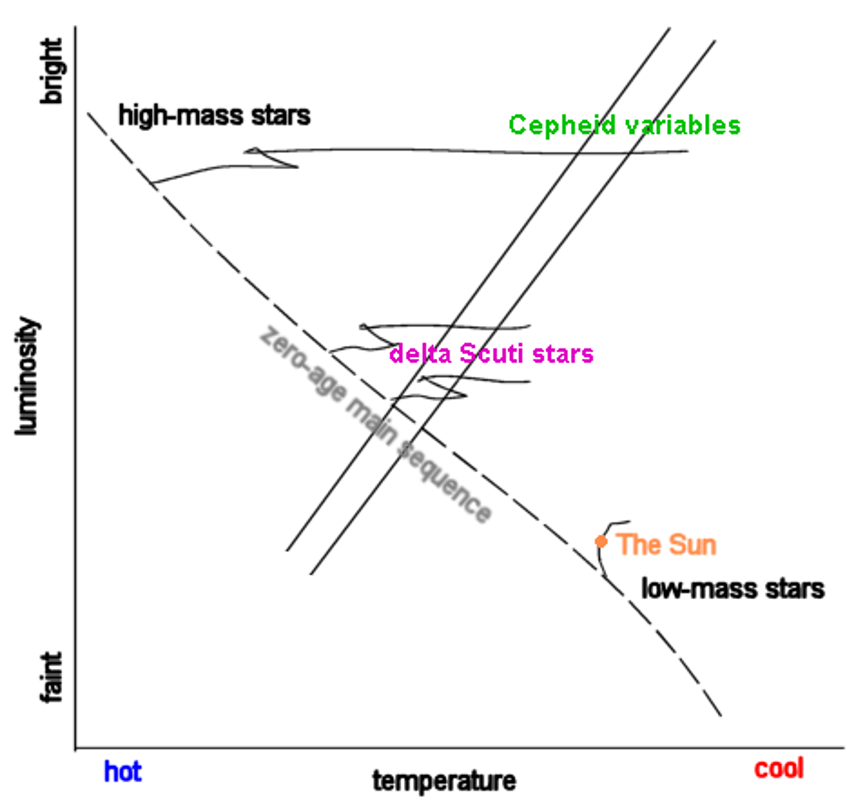 bright
high-mass stars
Cepheid variables
luminosity
zero-age main sequence
delta Scuti stars
The Sun
low-mass stars
faint
hot
temperature
cool